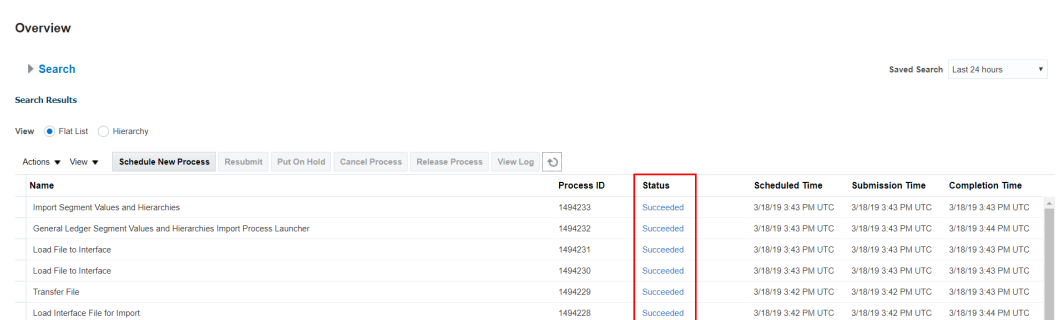 Overview
Search
Saved Search Last 24 hours
Search Results
View Flat List Hierarchy
Actions View Schedule New Process Resubmit Put On Hold Cancel Process Release Process View Log
Name Process ID Status Scheduled Time Submission Time Completion Time
Import Segment Values and Hierarchies 1494233 Succeeded 3/18/19 3:43 PM UTC 3/18/19 3:43 PM UTC 3/18/19 3:43 PM UTC
General Ledger Segment Values and Hierarchies Import Process Launcher 1494232 Succeeded 3/18/19 3:43 PM UTC 3/18/19 3:43 PM UTC 3/18/19 3:44 PM UTC
Load File to Interface 1494231 Succeeded 3/18/19 3:43 PM UTC 3/18/19 3:43 PM UTC 3/18/19 3:43 PM UTC
Load File to Interface 1494230 Succeeded 3/18/19 3:43 PM UTC 3/18/19 3:43 PM UTC 3/18/19 3:43 PM UTC
Transfer File 1494229 Succeeded 3/18/19 3:42 PM UTC 3/18/19 3:42 PM UTC 3/18/19 3:43 PM UTC
Load Interface File for Import 1494228 Succeeded 3/18/19 3:42 PM UTC 3/18/19 3:42 PM UTC 3/18/19 3:44 PM UTC